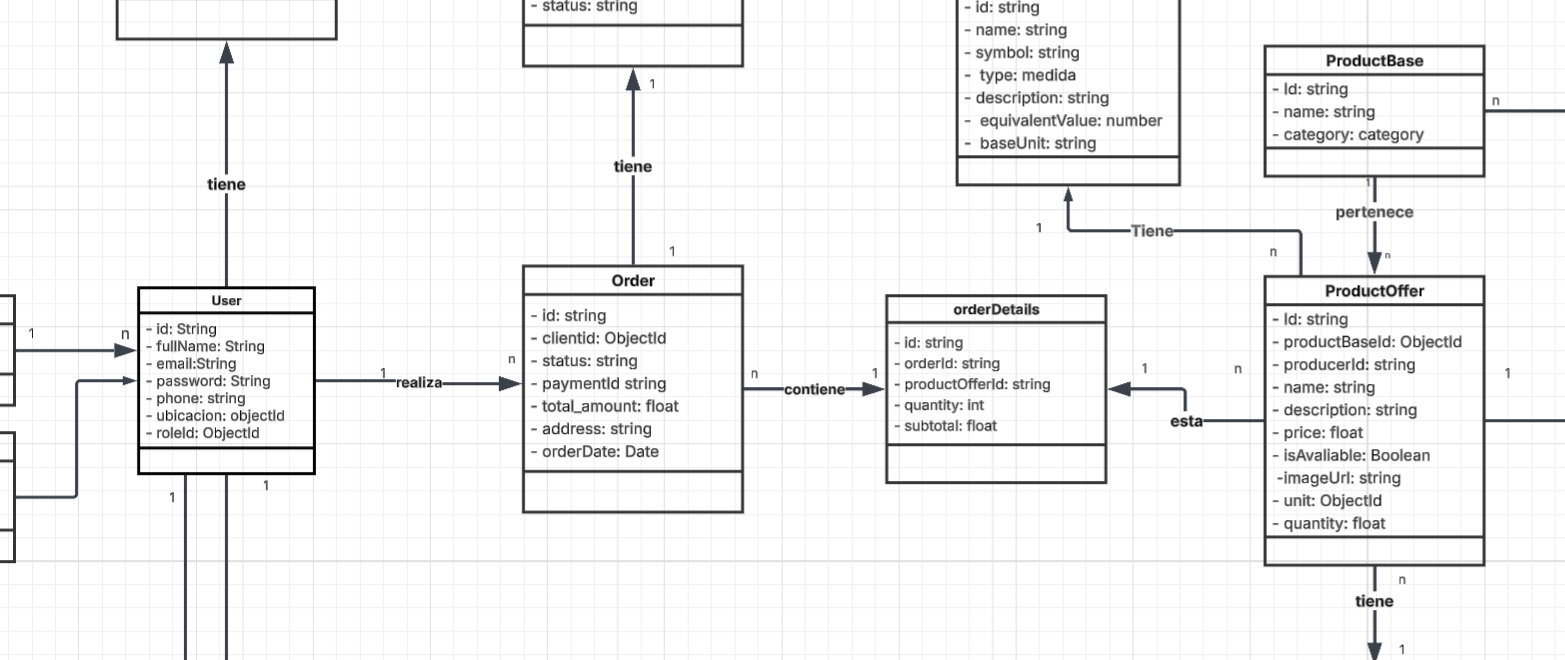 - status: string
1
tiene
1
- id: string
- name: string
- symbol: string
- type: medida
- description: string
- equivalentValue: number
- baseUnit: string
ProductBase
- Id: string
- name: string
- category: category
n
1
pertenece
n
1
Tiene
n
tiene
User
- id: String
- fullName: String
- email:String
- password: String
- phone: string
- ubicacion: objectId
- roleId: ObjectId
1
n
1
1
1
realiza
n
Order
- id: string
- clientid: ObjectId
- status: string
- paymentId string
- total_amount: float
- address: string
- orderDate: Date
n
contiene
1
orderDetails
- id: string
- orderId: string
- productOfferId: string
- quantity: int
- subtotal: float
1
n
esta
ProductOffer
- Id: string
- productBaseId: ObjectId
- producerId: string
- name: string
- description: string
- price: float
- isAvaliable: Boolean
-imageUrl: string
- unit: ObjectId
- quantity: float
1
n
tiene
1